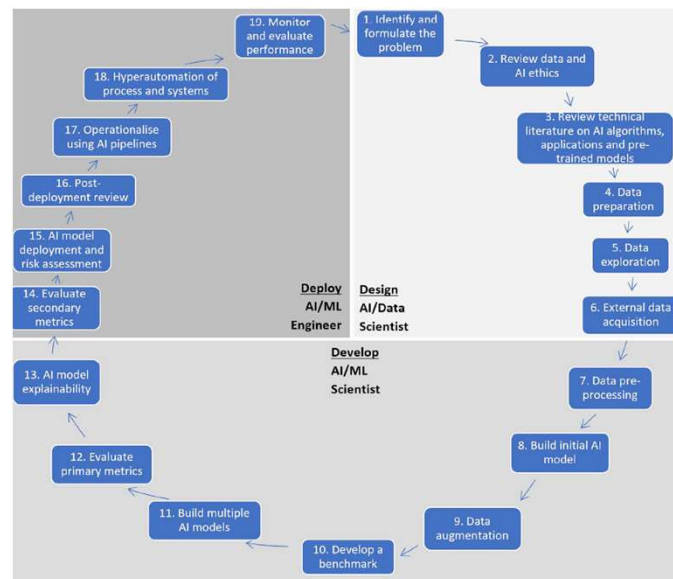 1. Identify and
formulate the
problem
2. Review data and
AI ethics
3. Review technical
literature on AI algorithms,
applications and pre-
trained models
4. Data
preparation
5. Data
exploration
6. External data
acquisition
Design
AI/Data
Scientist
7. Data pre-
processing
8. Build initial AI
model
9. Data
augmentation
10. Develop a
benchmark
11. Build multiple
AI models
12. Evaluate
primary metrics
13. AI model
explainability
Develop
AI/ML
Scientist
14. Evaluate
secondary metrics
15. AI model
deployment and
risk assessment
16. Post-
deployment review
17. Operationalise
using AI pipelines
18. Hyperautomation of
process and systems
19. Monitor
and evaluate
performance
Deploy
AI/ML
Engineer